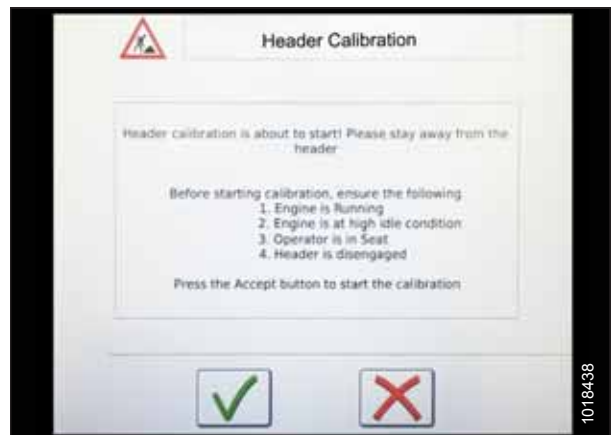 Header Calibration
Header calibration is about to start! Please stay away from the
header
Before starting calibration, ensure the following
1. Engine is Running
2. Engine is at high idle condition
3. Operator is in Seat
4. Header is disengaged
Press the Accept button to start the calibration
1018438